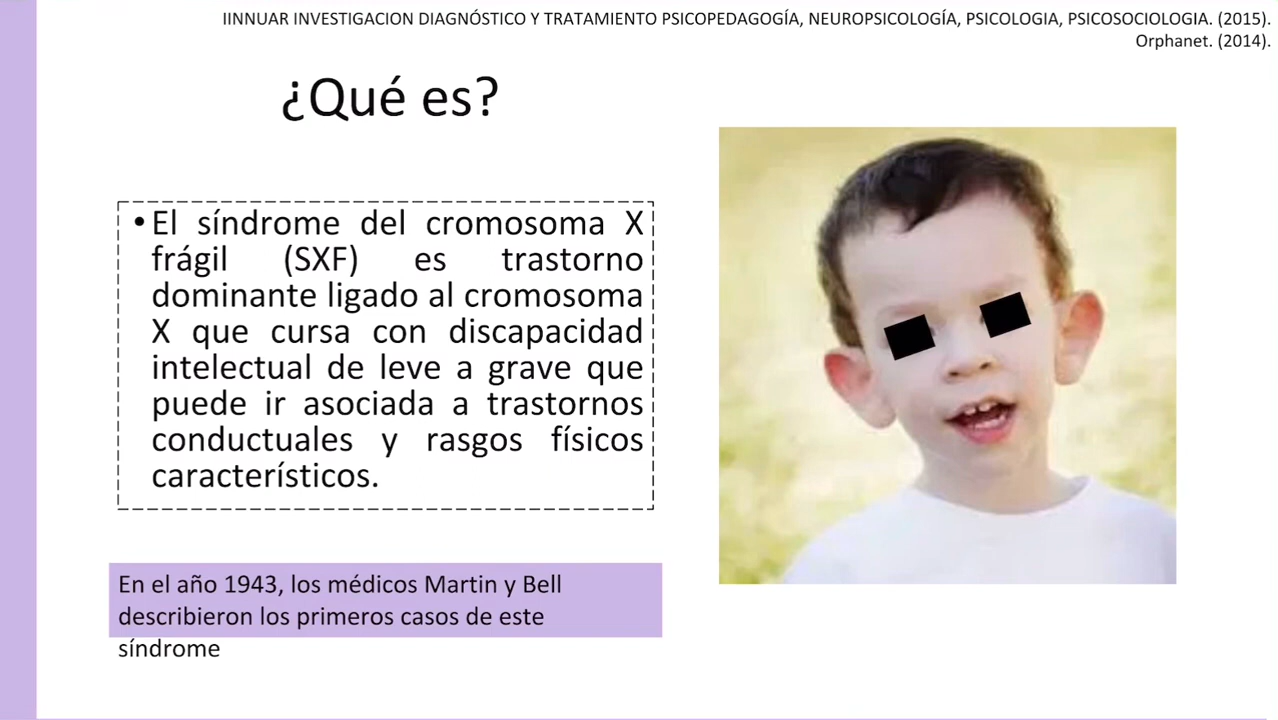 IINNUAR INVESTIGACION DIAGNÓSTICO Y TRATAMIENTO PSICOPEDAGOGÍA, NEUROPSICOLOGÍA, PSICOLOGIA, PSICOSOCIOLOGIA. (2015).
Orphanet. (2014).
¿Qué es?
• El síndrome del cromosoma X
frágil (SXF) es trastorno
dominante ligado al cromosoma
X que cursa con discapacidad
intelectual de leve a grave que
puede ir asociada a trastornos
conductuales y rasgos físicos
característicos.
En el año 1943, los médicos Martin y Bell
describieron los primeros casos de este
síndrome